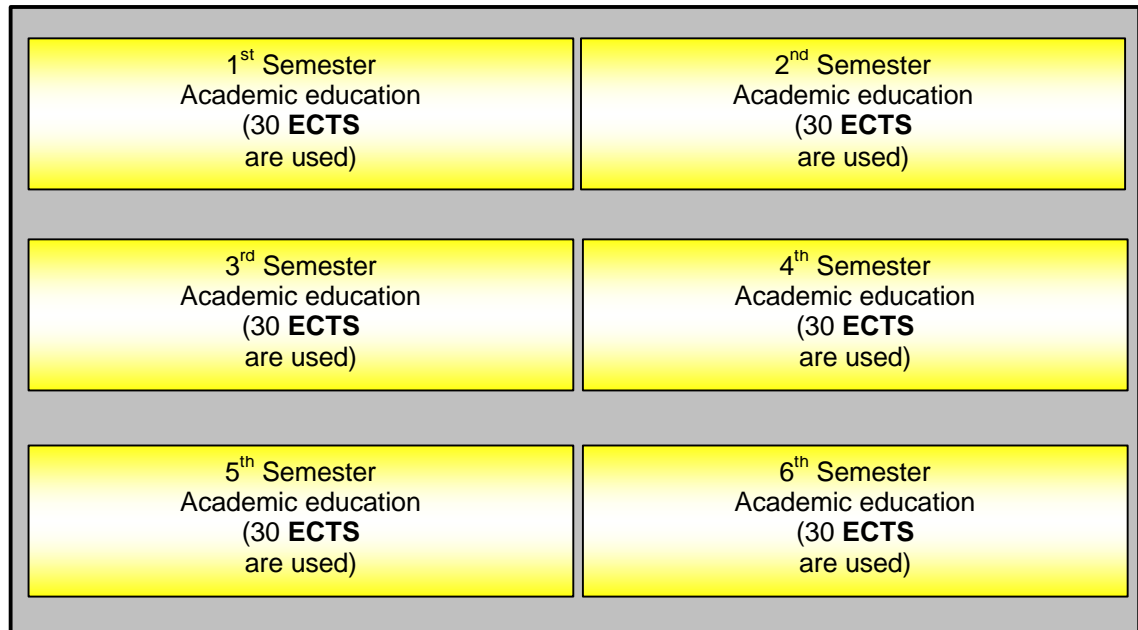 1st Semester
Academic education
(30 ECTS
are used)
2nd Semester
Academic education
(30 ECTS
are used)
3rd Semester
Academic education
(30 ECTS
are used)
4th Semester
Academic education
(30 ECTS
are used)
5th Semester
Academic education
(30 ECTS
are used)
6th Semester
Academic education
(30 ECTS
are used)